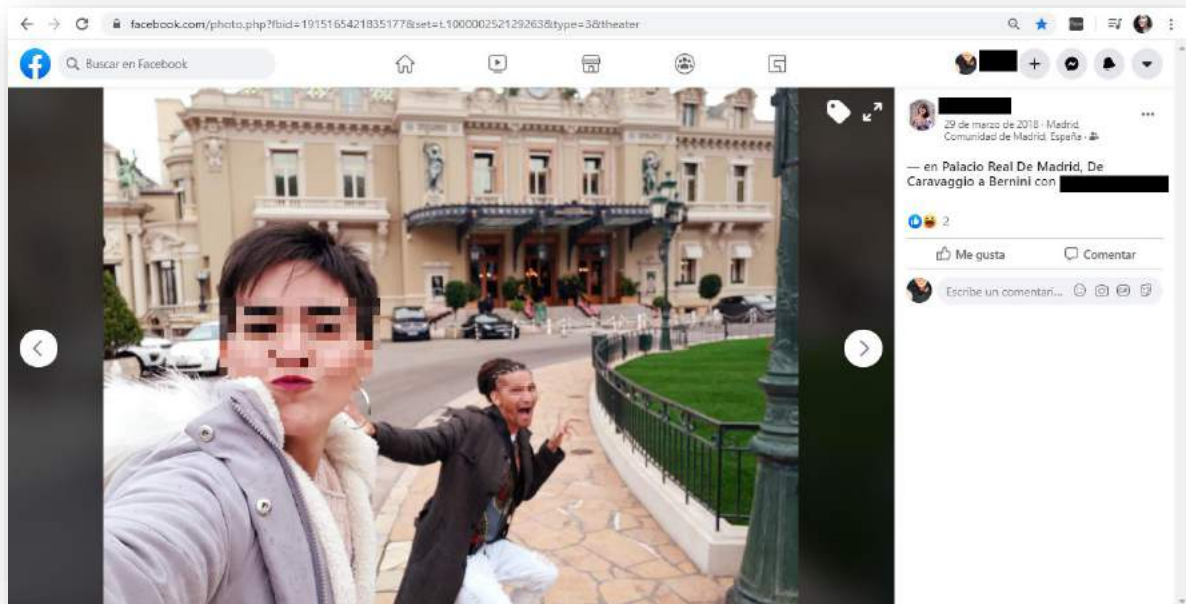 facebook.com/photo.php?fbid=1915165421835177&set=t.100000252129263&type=3&theater
Buscar en Facebook
29 de marzo de 2018 · Madrid,
Comunidad de Madrid, España ·
— en Palacio Real De Madrid, De
Caravaggio a Bernini con
2
Me gusta
Comentar
Escribe un comentari...
GIF